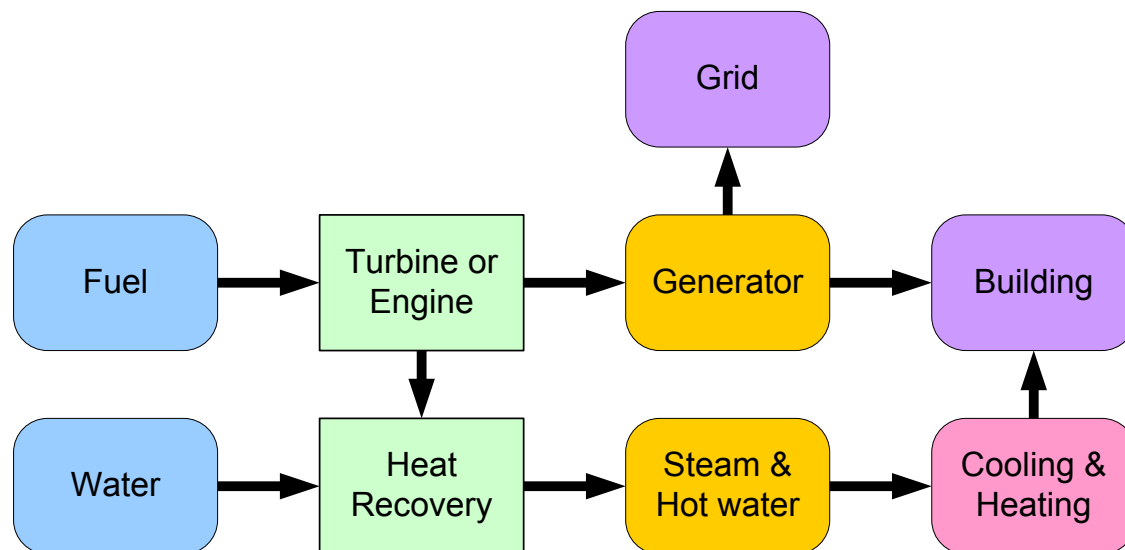 Grid
Fuel
Turbine or
Engine
Generator
Building
Water
Heat
Recovery
Steam &
Hot water
Cooling &
Heating